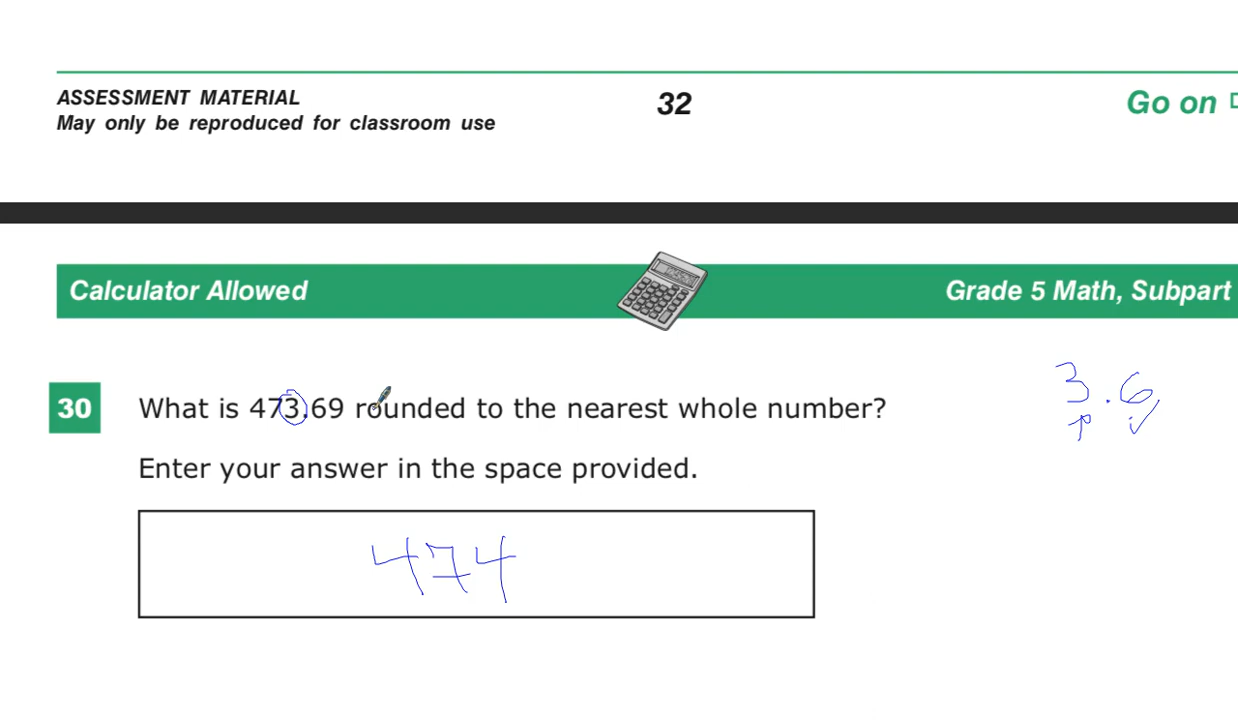 ASSESSMENT MATERIAL
May only be reproduced for classroom use
32
Go on
Calculator Allowed
Grade 5 Math, Subpart
30
What is 473.69 rounded to the nearest whole number?
3.6
Enter your answer in the space provided.
474